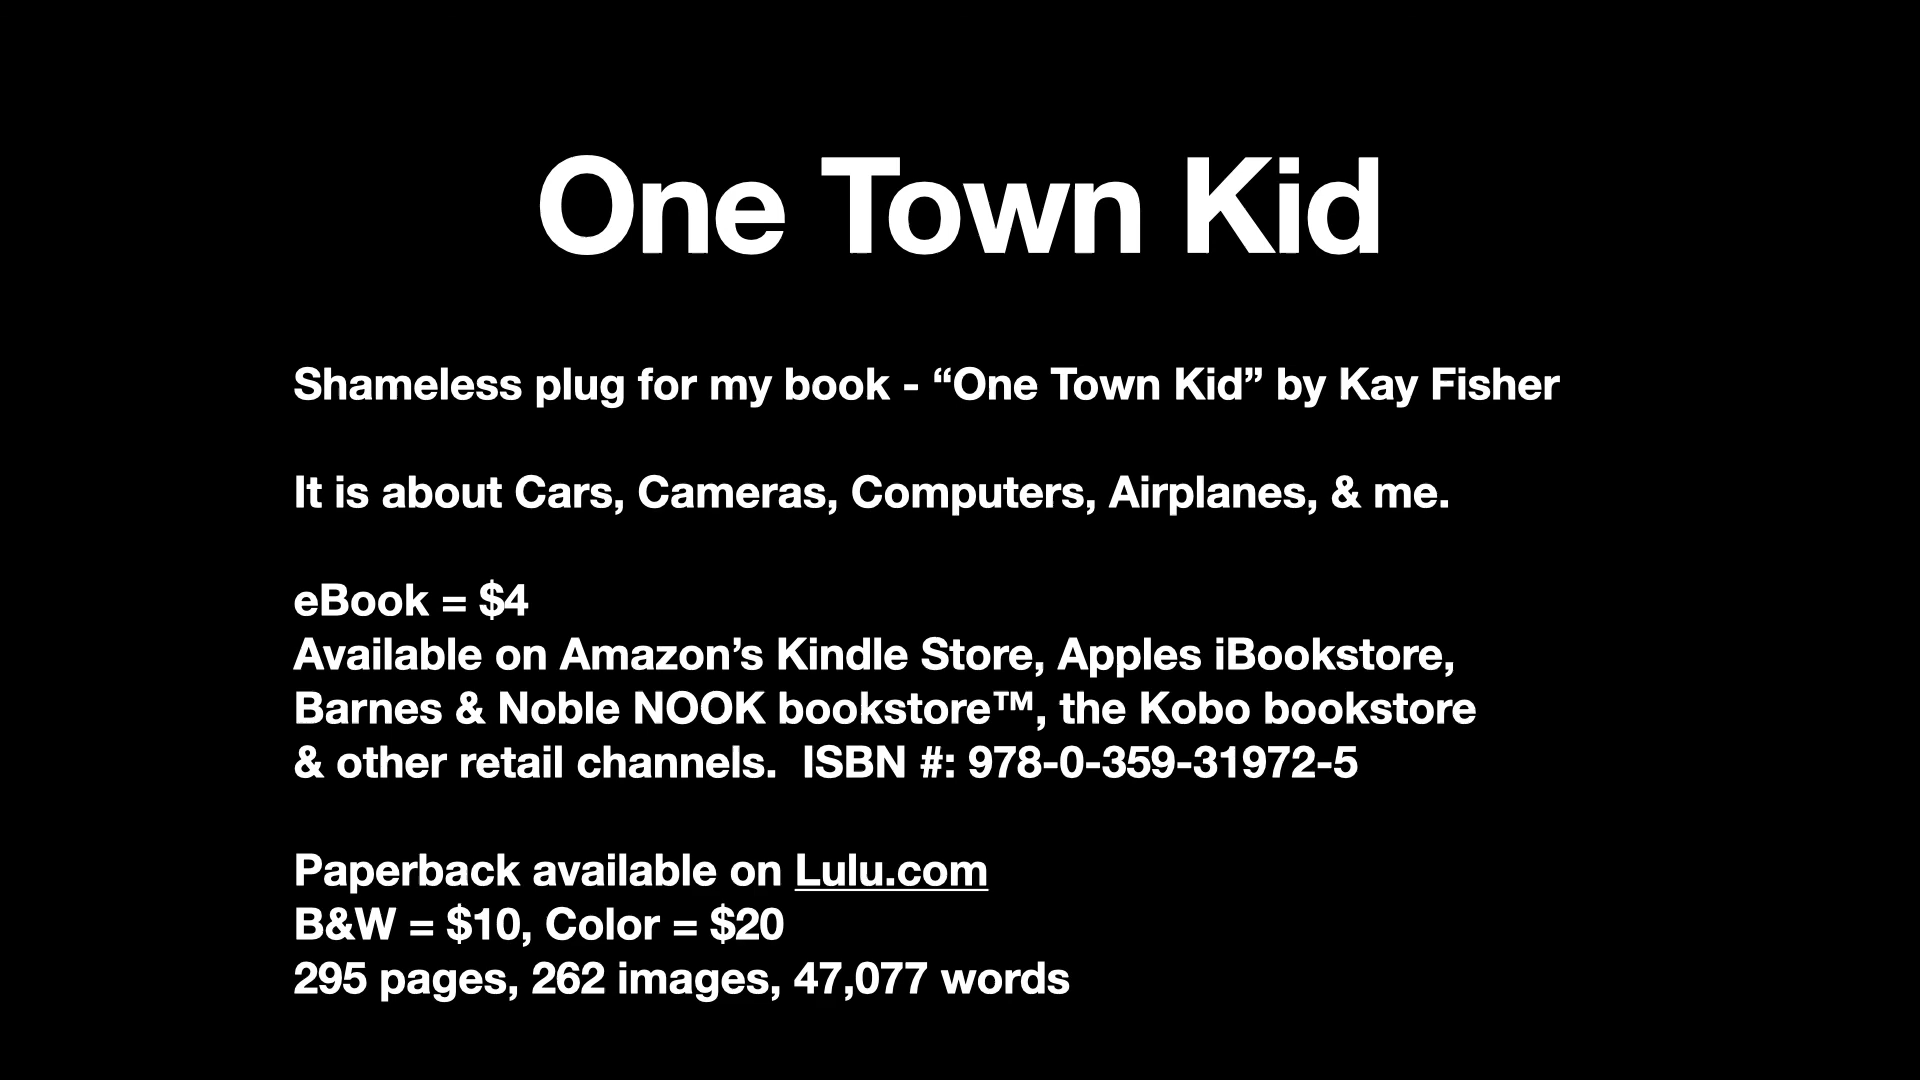 One Town Kid
Shameless plug for my book - “One Town Kid” by Kay Fisher
It is about Cars, Cameras, Computers, Airplanes, & me.
eBook = $4
Available on Amazon’s Kindle Store, Apples iBookstore,
Barnes & Noble NOOK bookstore™, the Kobo bookstore
& other retail channels.  ISBN #: 978-0-359-31972-5
Paperback available on Lulu.com
B&W = $10, Color = $20
295 pages, 262 images, 47,077 words